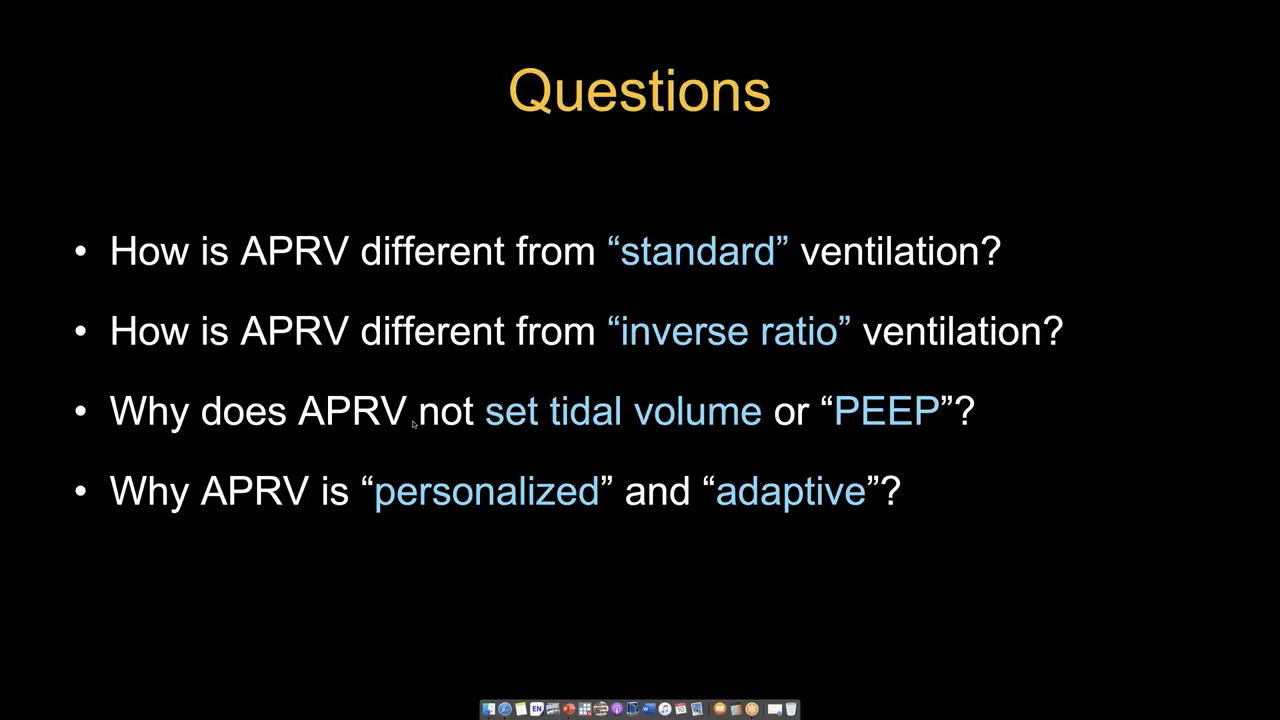 Questions
• How is APRV different from “standard” ventilation?
• How is APRV different from “inverse ratio” ventilation?
• Why does APRV not set tidal volume or “PEEP”?
• Why APRV is “personalized” and “adaptive”?
EN